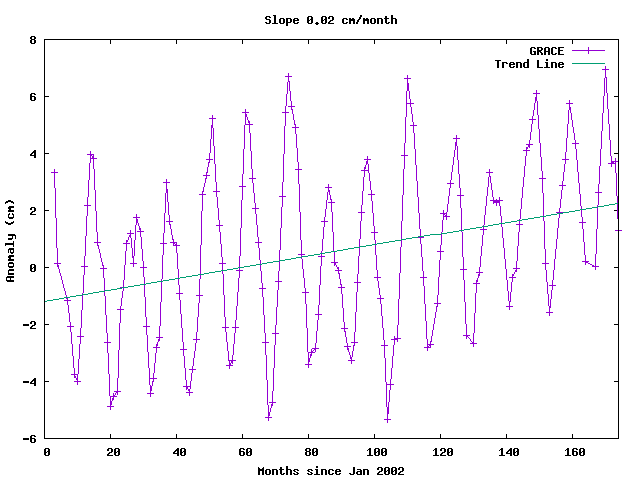 Slope 0.02 cm/month
GRACE
Trend Line
8
6
4
2
0
-2
-4
-6
Anomaly (cm)
0 20 40 60 80 100 120 140 160
Months since Jan 2002